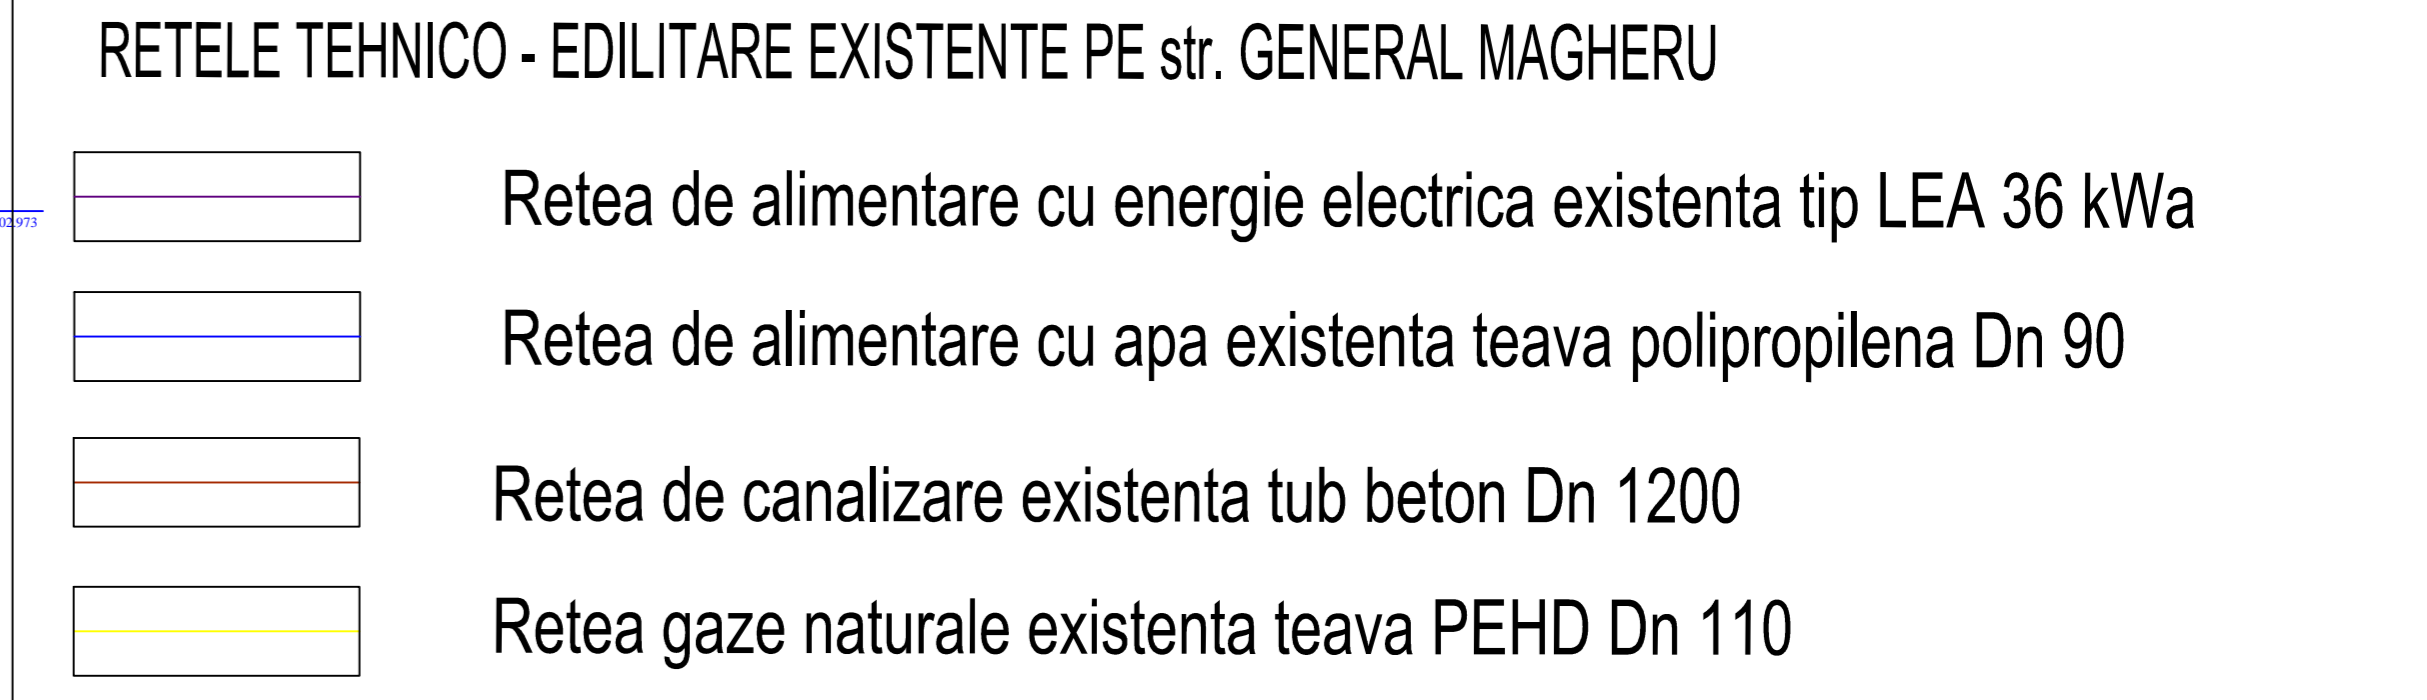 RETELE TEHNICO - EDILITARE EXISTENTE PE str. GENERAL MAGHERU
Retea de alimentare cu energie electrica existenta tip LEA 36 kWa
02.973
Retea de alimentare cu apa existenta teava polipropilena Dn 90
Retea de canalizare existenta tub beton Dn 1200
Retea gaze naturale existenta teava PEHD Dn 110